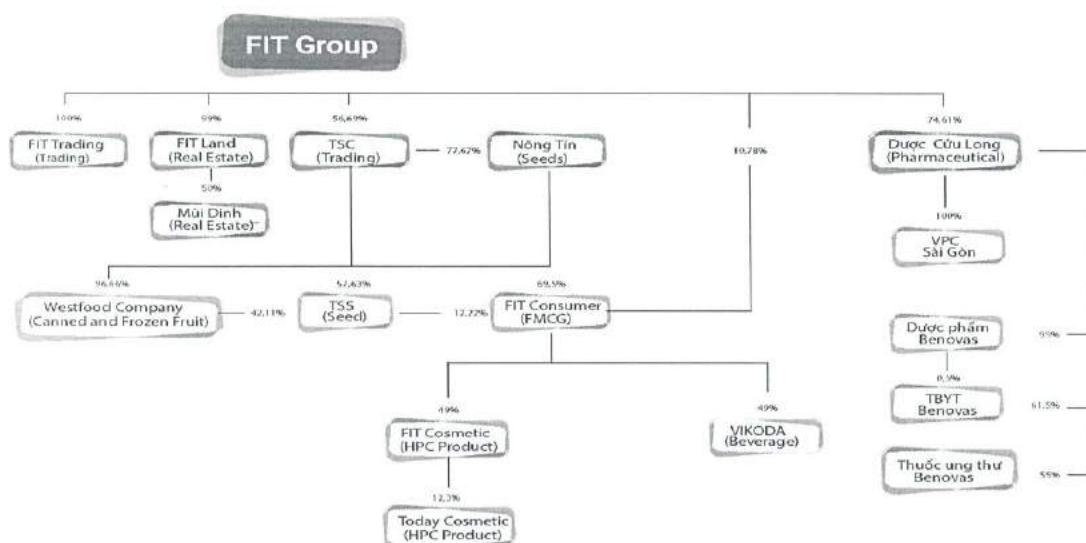 FIT Group
100%
99%
56,69%
74,61%
FIT Trading
(Trading)
FIT Land
(Real Estate)
TSC
(Trading)
77,67%
Nông Tín
(Seeds)
10,78%
Dược Cửu Long
(Pharmaceutical)
50%
Mũi Dinh
(Real Estate)
100%
VPC
Sài Gòn
96,66%
57,63%
69,5%
Westfood Company
(Canned and Frozen Fruit)
42,11%
TSS
(Seed)
12,22%
FIT Consumer
(FMCG)
Dược phẩm
Benovas
99%
0,5%
TBYT
Benovas
61,5%
49%
49%
FIT Cosmetic
(HPC Product)
VIKODA
(Beverage)
Thuốc ung thư
Benovas
55%
12,3%
Today Cosmetic
(HPC Product)